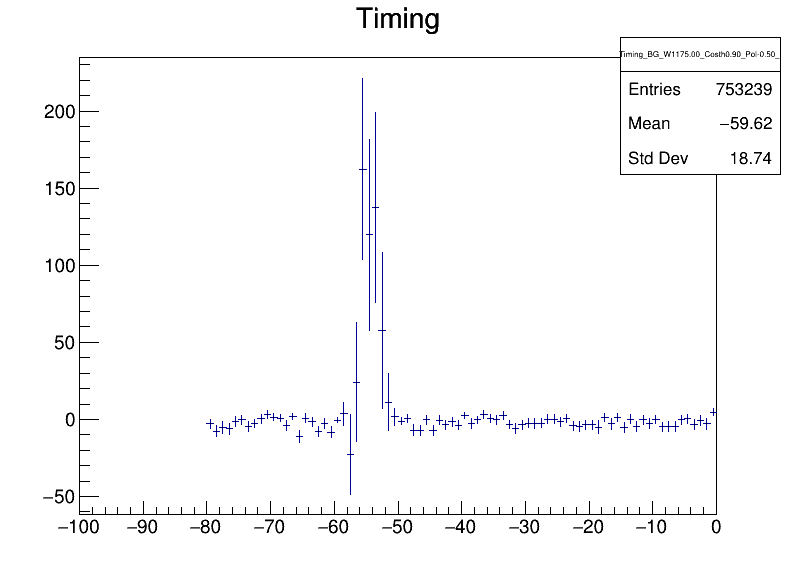 Timing
Timing_BG_W1175.00_Costh0.90_Pol-0.50_
Entries 753239
Mean −59.62
Std Dev 18.74
200
150
100
50
0
−50
−100 −90 −80 −70 −60 −50 −40 −30 −20 −10 0